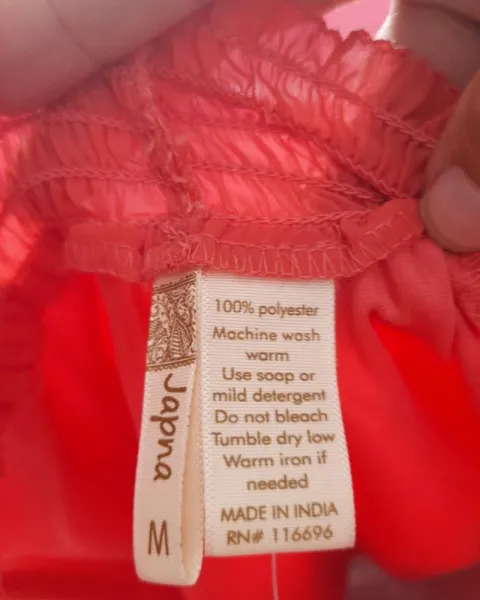 Japna
M
100% polyester
Machine wash
warm
Use soap or
mild detergent
Do not bleach
Tumble dry low
Warm iron if
needed
MADE IN INDIA
RN# 116696